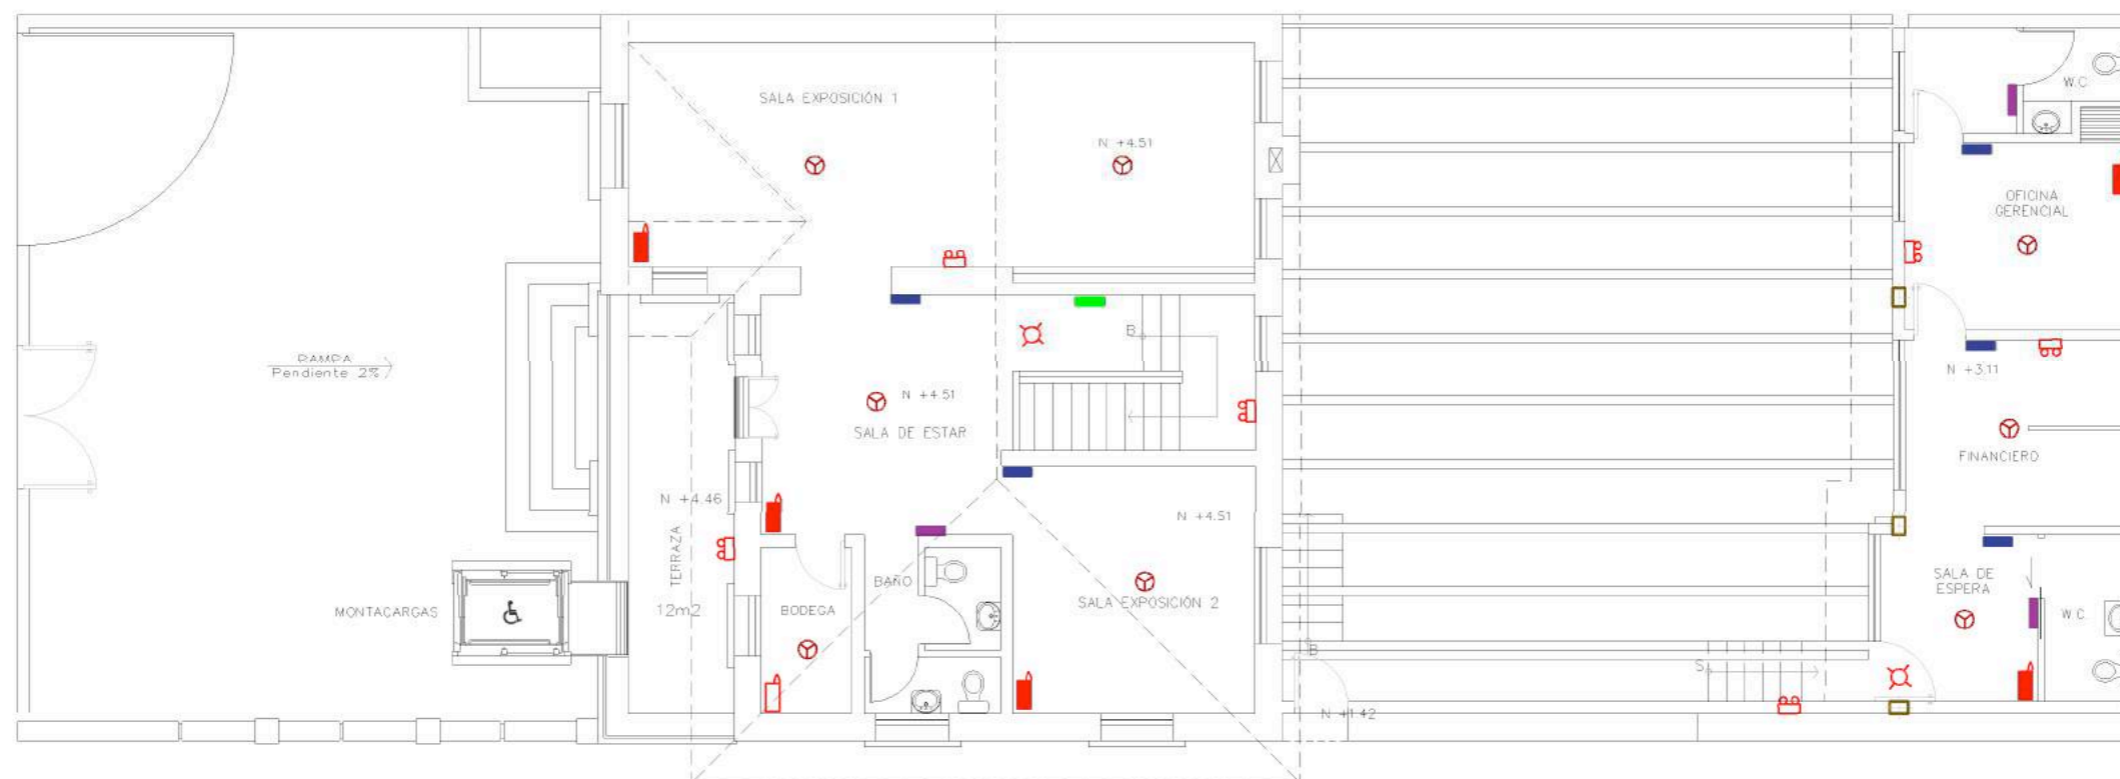 SALA EXPOSICIÓN 1
N +4.51
W.C.
OFICINA
GERENCIAL
RAMPA
Pendiente 2%
B
N +4.51
SALA DE ESTAR
N +3.11
FINANCIERO
N +4.46
TERRAZA
12m2
N +4.51
MONTACARGAS
BODEGA
BAÑO
SALA EXPOSICIÓN 2
SALA DE
ESPERA
W.C.
B
S
N +1.42